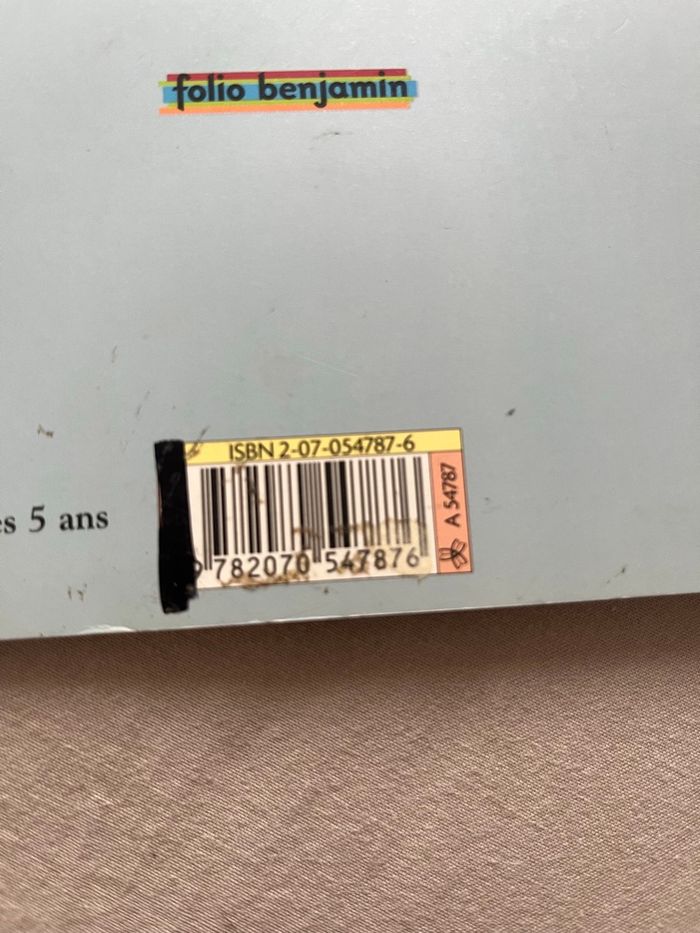 folio benjamin
ISBN 2-07-054787-6
A 54787
5 ans
782070 547876